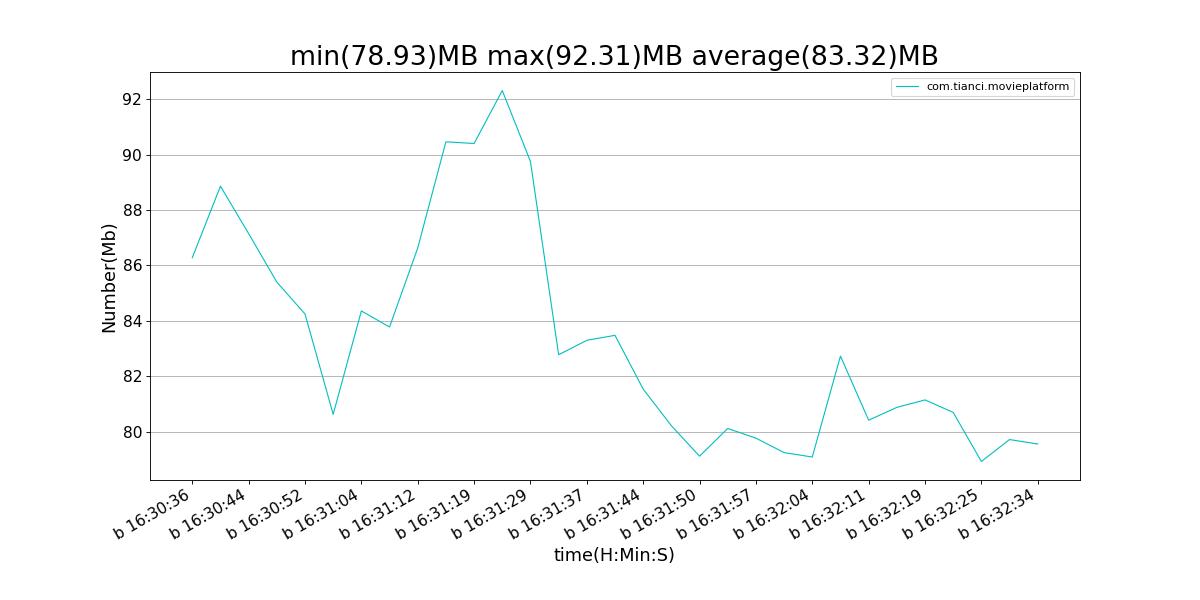 min(78.93)MB max(92.31)MB average(83.32)MB
com.tianci.movieplatform
92
90
88
86
84
82
80
Number(Mb)
b 16:30:36
b 16:30:44
b 16:30:52
b 16:31:04
b 16:31:12
b 16:31:19
b 16:31:29
b 16:31:37
b 16:31:44
b 16:31:50
b 16:31:57
b 16:32:04
b 16:32:11
b 16:32:19
b 16:32:25
b 16:32:34
time(H:Min:S)